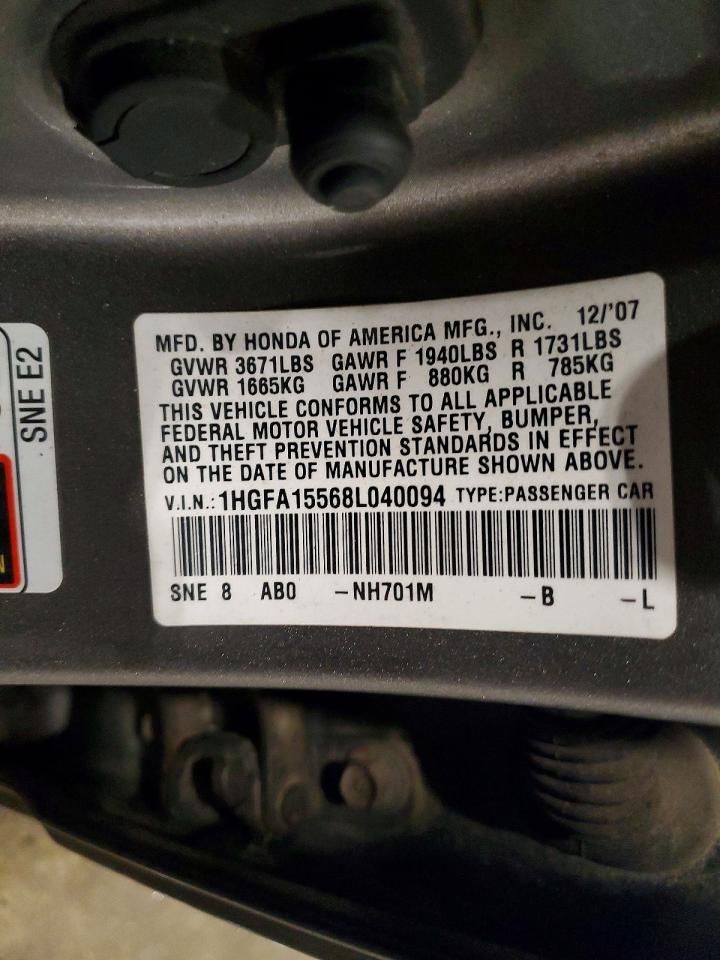 MFD. BY HONDA OF AMERICA MFG., INC. 12/'07
GVWR 3671LBS GAWR F 1940LBS R 1731LBS
GVWR 1665KG GAWR F 880KG R 785KG
THIS VEHICLE CONFORMS TO ALL APPLICABLE
FEDERAL MOTOR VEHICLE SAFETY, BUMPER,
AND THEFT PREVENTION STANDARDS IN EFFECT
ON THE DATE OF MANUFACTURE SHOWN ABOVE.
V.I.N.: 1HGFA15568L040094 TYPE:PASSENGER CAR
SNE 8 AB0 -NH701M -B -L
SNE E2